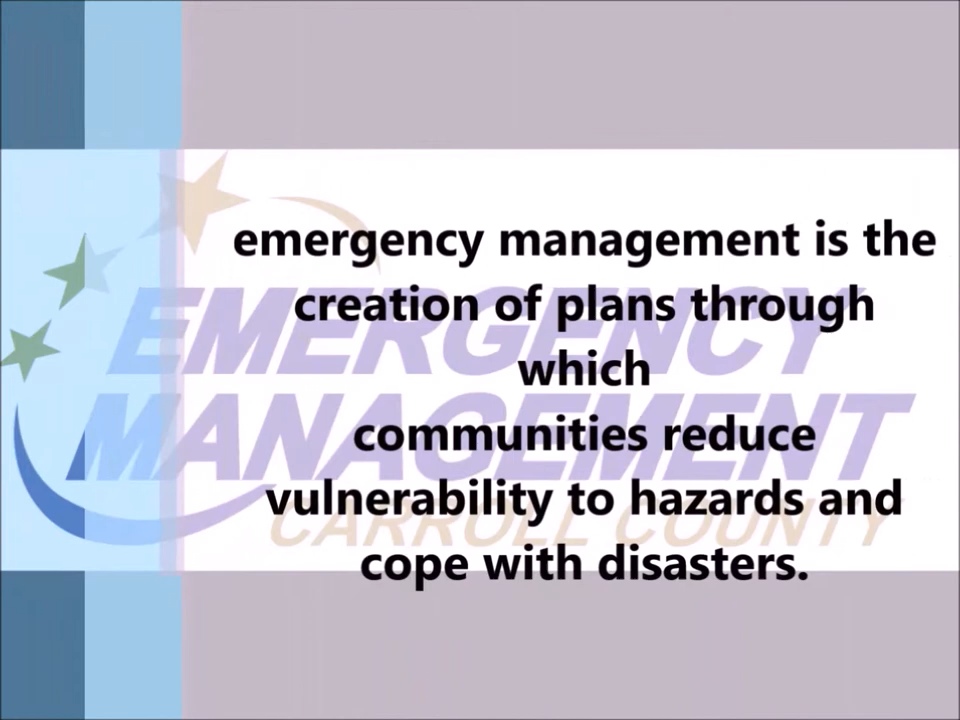 emergency management is the
creation of plans through
which
communities reduce
vulnerability to hazards and
cope with disasters.
EMERGENCY
MANAGEMENT
CARROLL COUNTY